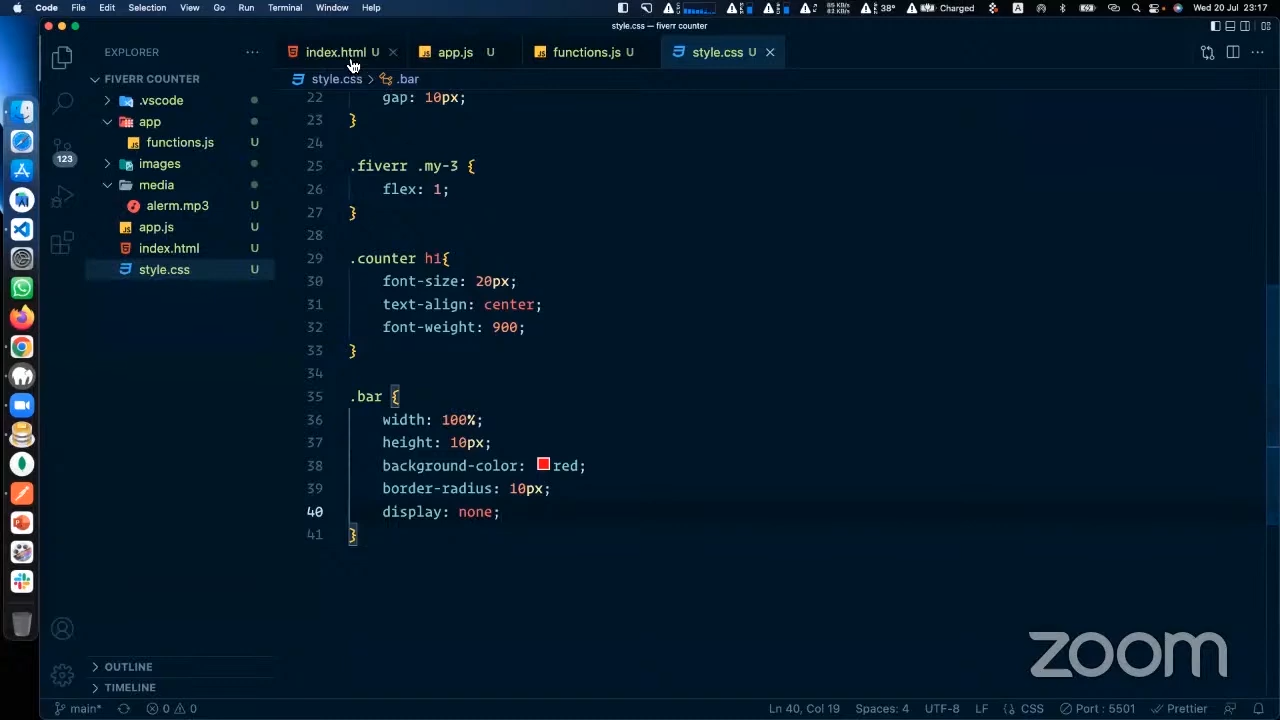 Code File Edit Selection View Go Run Terminal Window Help 38° Charged A Wed 20 Jul 23:17
style.css — fiverr counter
EXPLORER ···
index.html U
app.js U
functions.js U
style.css U
FIVERR COUNTER
.vscode
app
functions.js U
images
media
alerm.mp3 U
app.js U
index.html U
style.css U
123
style.css > .bar
22 gap: 10px;
23 }
24
25 .fiverr .my-3 {
26 flex: 1;
27 }
28
29 .counter h1{
30 font-size: 20px;
31 text-align: center;
32 font-weight: 900;
33 }
34
35 .bar {
36 width: 100%;
37 height: 10px;
38 background-color: red;
39 border-radius: 10px;
40 display: none;
41 }
OUTLINE
TIMELINE
zoom
main* 0 0 Ln 40, Col 19 Spaces: 4 UTF-8 LF {} CSS Port : 5501 Prettier